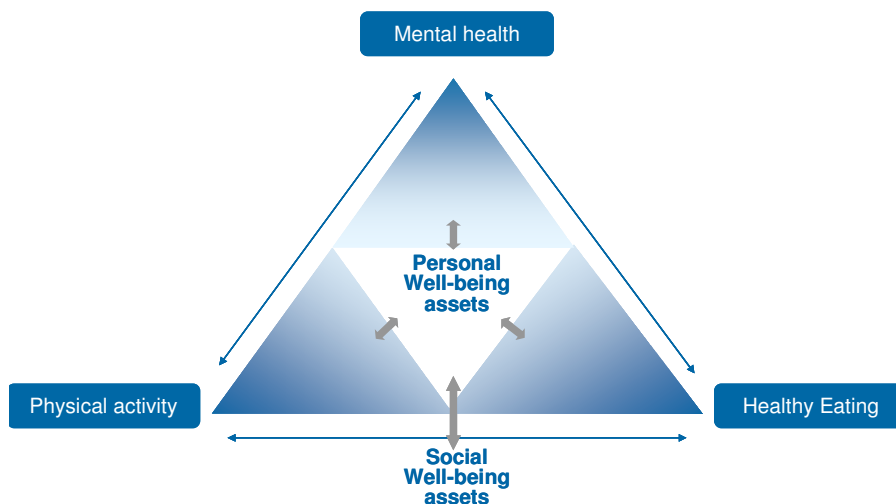 Mental health
Personal
Well-being
assets
Physical activity
Healthy Eating
Social
Well-being
assets